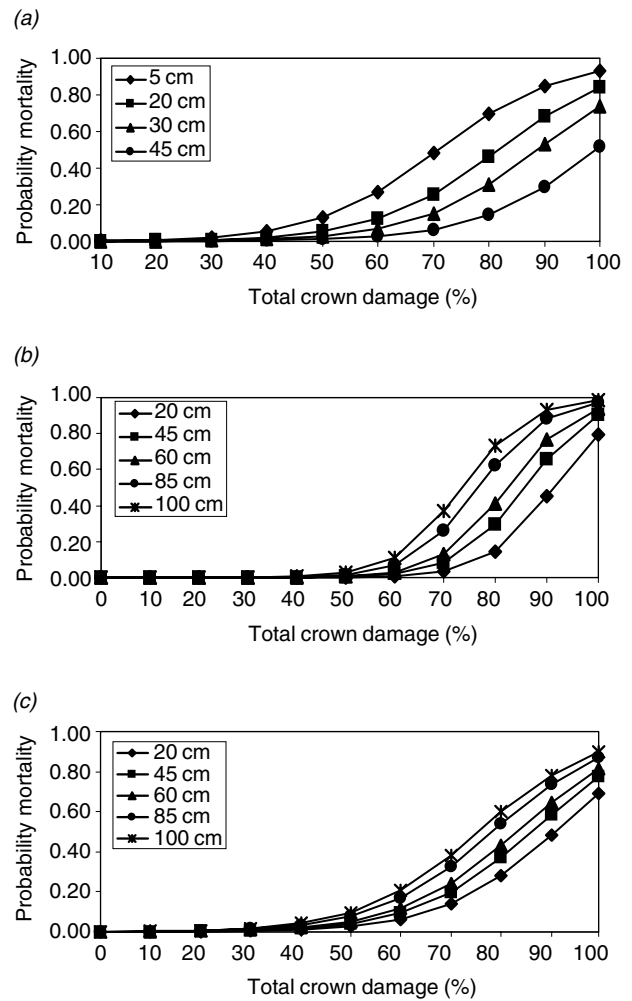 (a)
1.00
0.80
0.60
0.40
0.20
0.00
Probability mortality
5 cm
20 cm
30 cm
45 cm
10 20 30 40 50 60 70 80 90 100
Total crown damage (%)
(b)
1.00
0.80
0.60
0.40
0.20
0.00
Probability mortality
20 cm
45 cm
60 cm
85 cm
100 cm
0 10 20 30 40 50 60 70 80 90 100
Total crown damage (%)
(c)
1.00
0.80
0.60
0.40
0.20
0.00
Probability mortality
20 cm
45 cm
60 cm
85 cm
100 cm
0 10 20 30 40 50 60 70 80 90 100
Total crown damage (%)